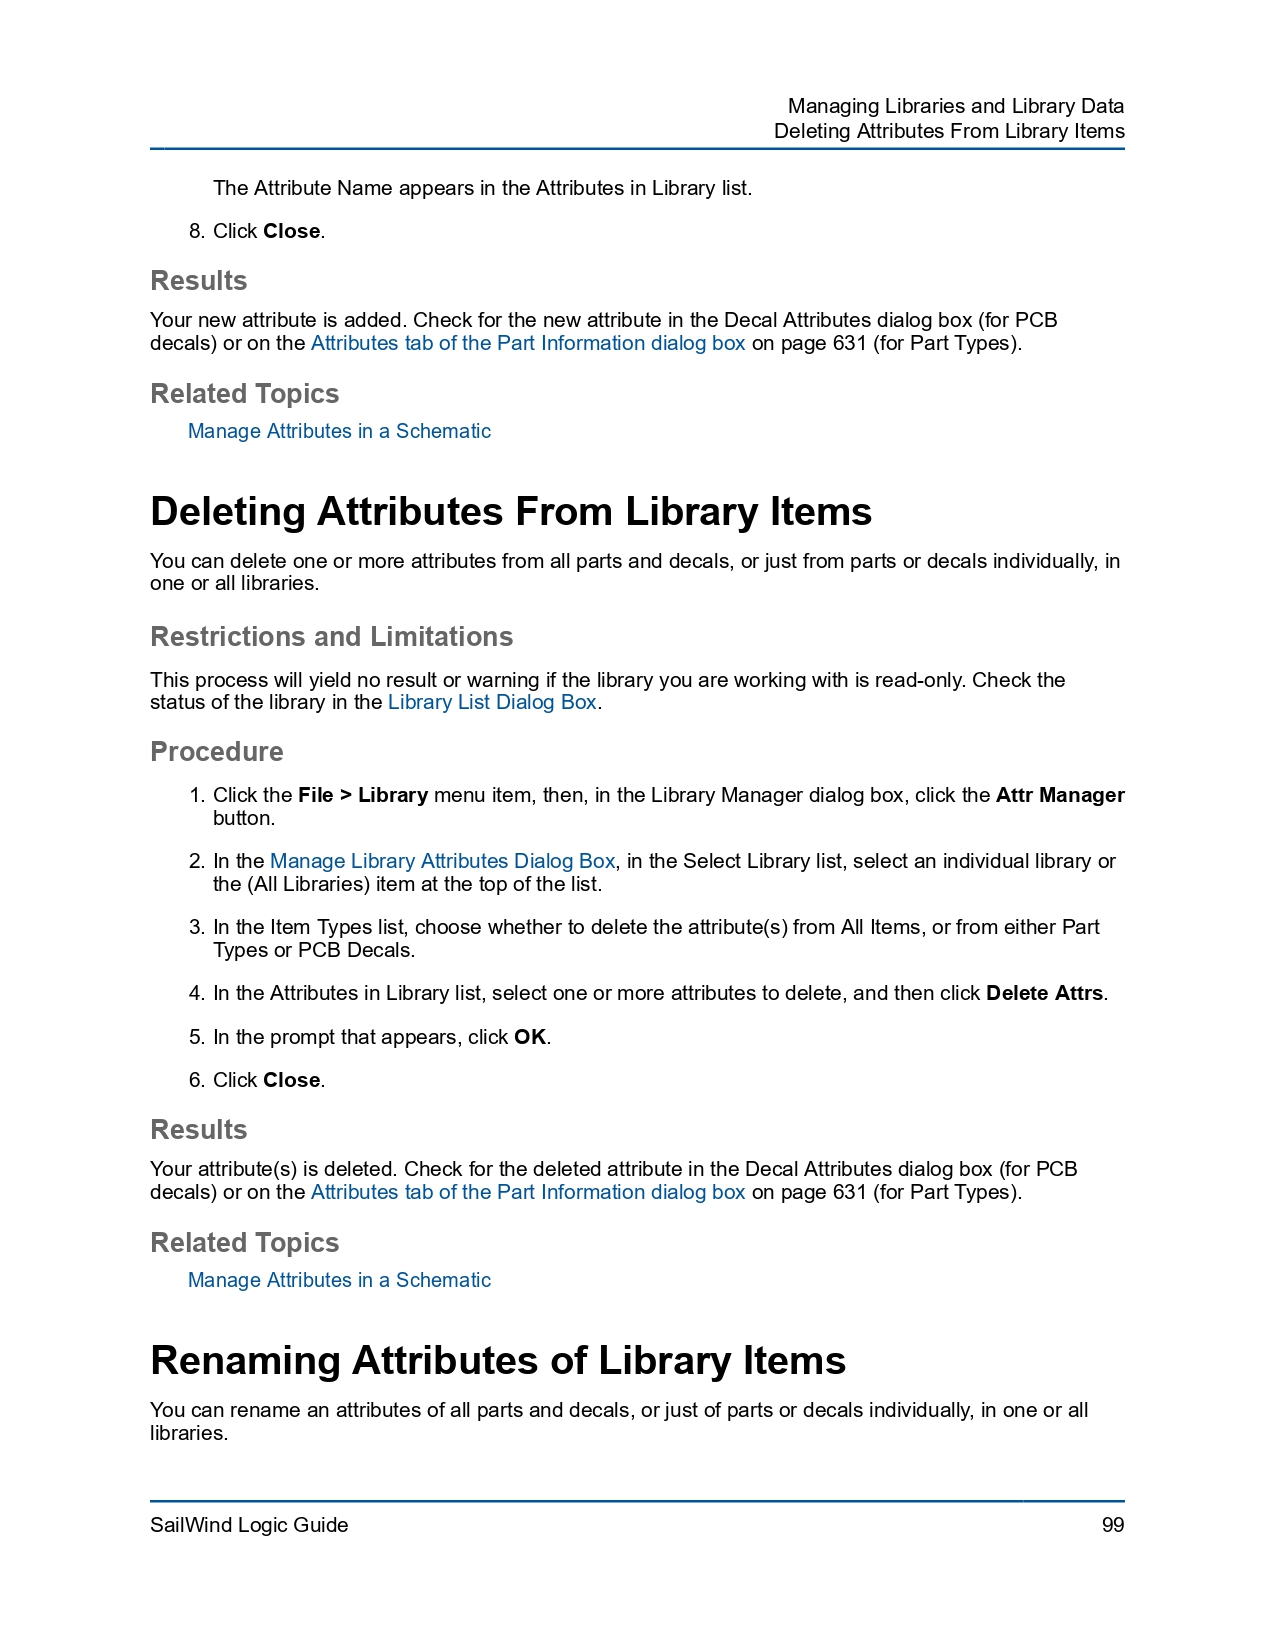 Managing Libraries and Library Data
Deleting Attributes From Library Items
The Attribute Name appears in the Attributes in Library list.
8. Click Close.
Results
Your new attribute is added. Check for the new attribute in the Decal Attributes dialog box (for PCB
decals) or on the Attributes tab of the Part Information dialog box on page 631 (for Part Types).
Related Topics
Manage Attributes in a Schematic
Deleting Attributes From Library Items
You can delete one or more attributes from all parts and decals, or just from parts or decals individually, in
one or all libraries.
Restrictions and Limitations
This process will yield no result or warning if the library you are working with is read-only. Check the
status of the library in the Library List Dialog Box.
Procedure
1. Click the File > Library menu item, then, in the Library Manager dialog box, click the Attr Manager
button.
2. In the Manage Library Attributes Dialog Box, in the Select Library list, select an individual library or
the (All Libraries) item at the top of the list.
3. In the Item Types list, choose whether to delete the attribute(s) from All Items, or from either Part
Types or PCB Decals.
4. In the Attributes in Library list, select one or more attributes to delete, and then click Delete Attrs.
5. In the prompt that appears, click OK.
6. Click Close.
Results
Your attribute(s) is deleted. Check for the deleted attribute in the Decal Attributes dialog box (for PCB
decals) or on the Attributes tab of the Part Information dialog box on page 631 (for Part Types).
Related Topics
Manage Attributes in a Schematic
Renaming Attributes of Library Items
You can rename an attributes of all parts and decals, or just of parts or decals individually, in one or all
libraries.
SailWind Logic Guide 99